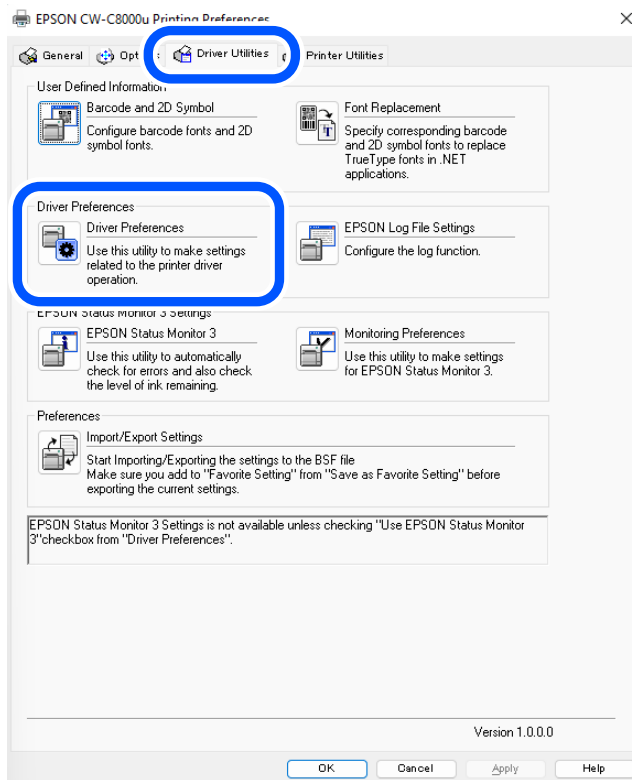 EPSON CW-C8000u Printing Preferences
General
Opt
Driver Utilities
Printer Utilities
User Defined Information
Barcode and 2D Symbol
Configure barcode fonts and 2D
symbol fonts.
Font Replacement
Specify corresponding barcode
and 2D symbol fonts to replace
TrueType fonts in .NET
applications.
Driver Preferences
Driver Preferences
Use this utility to make settings
related to the printer driver
operation.
EPSON Log File Settings
Configure the log function.
EPSON Status Monitor 3 Settings
EPSON Status Monitor 3
Use this utility to automatically
check for errors and also check
the level of ink remaining.
Monitoring Preferences
Use this utility to make settings
for EPSON Status Monitor 3.
Preferences
Import/Export Settings
Start Importing/Exporting the settings to the BSF file
Make sure you add to "Favorite Setting" from "Save as Favorite Setting" before
exporting the current settings.
EPSON Status Monitor 3 Settings is not available unless checking "Use EPSON Status Monitor
3"checkbox from "Driver Preferences".
Version 1.0.0.0
OK
Cancel
Apply
Help